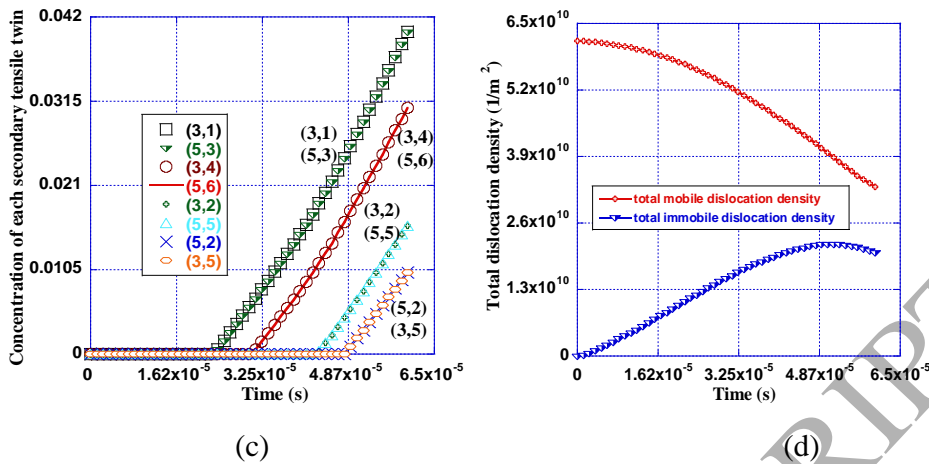 Concentration of each secondary tensile twin
0.042
0.0315
0.021
0.0105
0
(3,1)
(5,3)
(3,4)
(5,6)
(3,2)
(5,5)
(5,2)
(3,5)
(3,1)
(5,3)
(3,4)
(5,6)
(3,2)
(5,5)
(5,2)
(3,5)
0 1.62x10-5 3.25x10-5 4.87x10-5 6.5x10-5
Time (s)
(c)
Total dislocation density (1/m2)
6.5x1010
5.2x1010
3.9x1010
2.6x1010
1.3x1010
0
total mobile dislocation density
total immobile dislocation density
0 1.62x10-5 3.25x10-5 4.87x10-5 6.5x10-5
Time (s)
(d)
RIPT